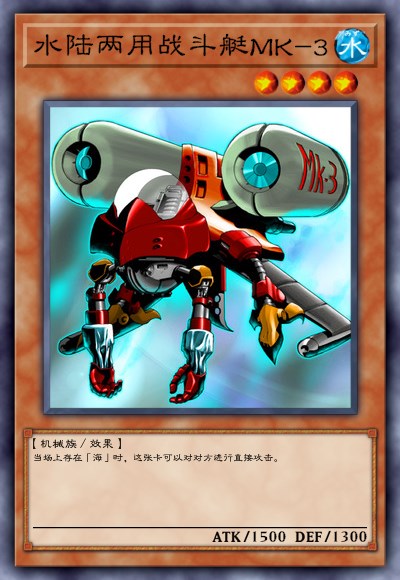 水陆两用战斗艇MK-3
水
MK-3
【机械族／效果】
当场上存在「海」时，这张卡可以对对方进行直接攻击。
ATK/1500 DEF/1300